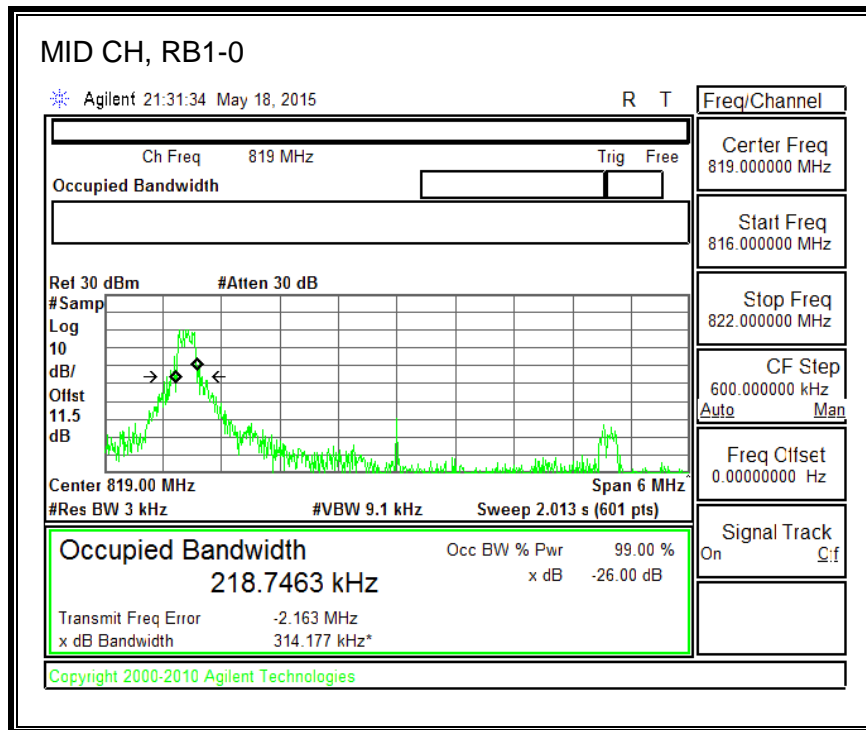 MID CH, RB1-0
Agilent 21:31:34 May 18, 2015 R T
Freq/Channel
Ch Freq 819 MHz Trig Free
Occupied Bandwidth
Center Freq
819.000000 MHz
Start Freq
816.000000 MHz
Stop Freq
822.000000 MHz
CF Step
600.000000 kHz
Auto Man
Freq Offset
0.00000000 Hz
Signal Track
On Off
Ref 30 dBm #Atten 30 dB
#Samp
Log
10
dB/
Offst
11.5
dB
Center 819.00 MHz Span 6 MHz
#Res BW 3 kHz #VBW 9.1 kHz Sweep 2.013 s (601 pts)
Occupied Bandwidth
218.7463 kHz
Occ BW % Pwr 99.00 %
x dB -26.00 dB
Transmit Freq Error -2.163 MHz
x dB Bandwidth 314.177 kHz*
Copyright 2000-2010 Agilent Technologies